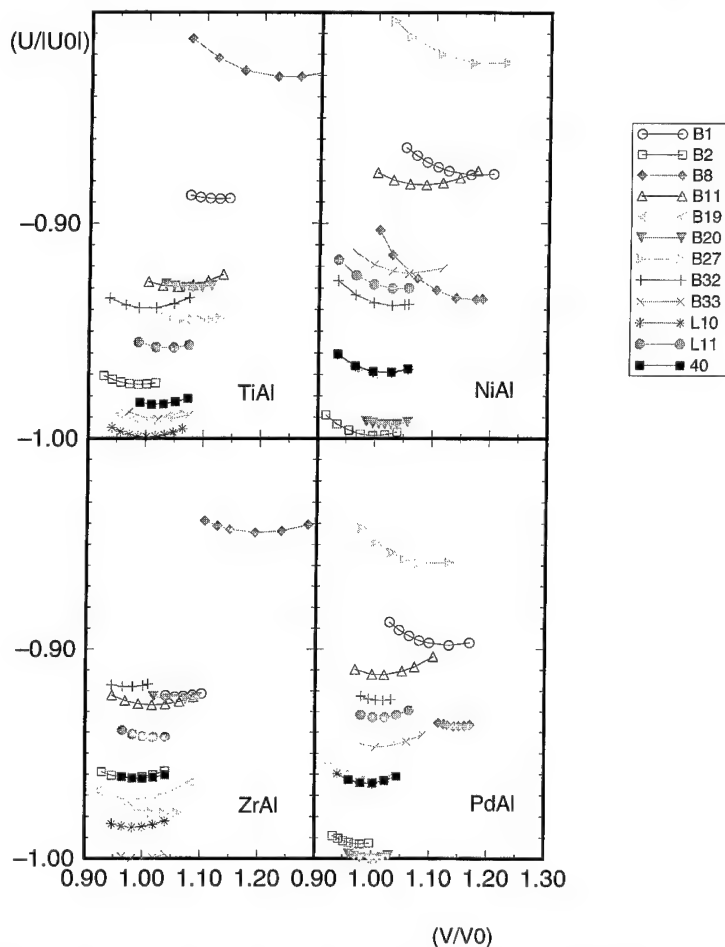 (U/|U0|)
−0.90
−1.00
TiAl
NiAl
B1
B2
B8
B11
B19
B20
B27
B32
B33
L10
L11
40
−0.90
−1.00
ZrAl
PdAl
0.90 1.00 1.10 1.20 0.90 1.00 1.10 1.20 1.30
(V/V0)